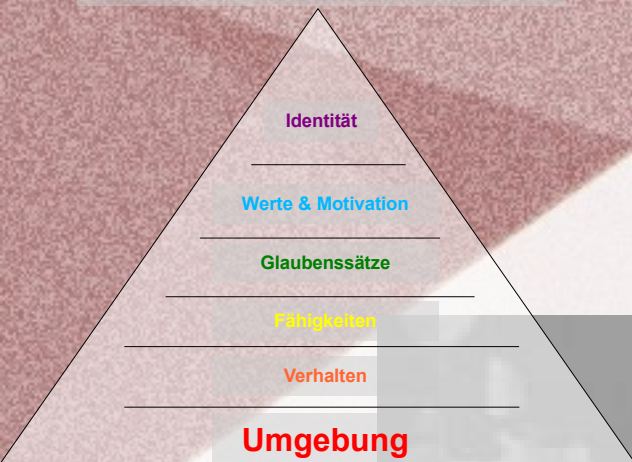 Identität
Werte & Motivation
Glaubenssätze
Fähigkeiten
Verhalten
Umgebung